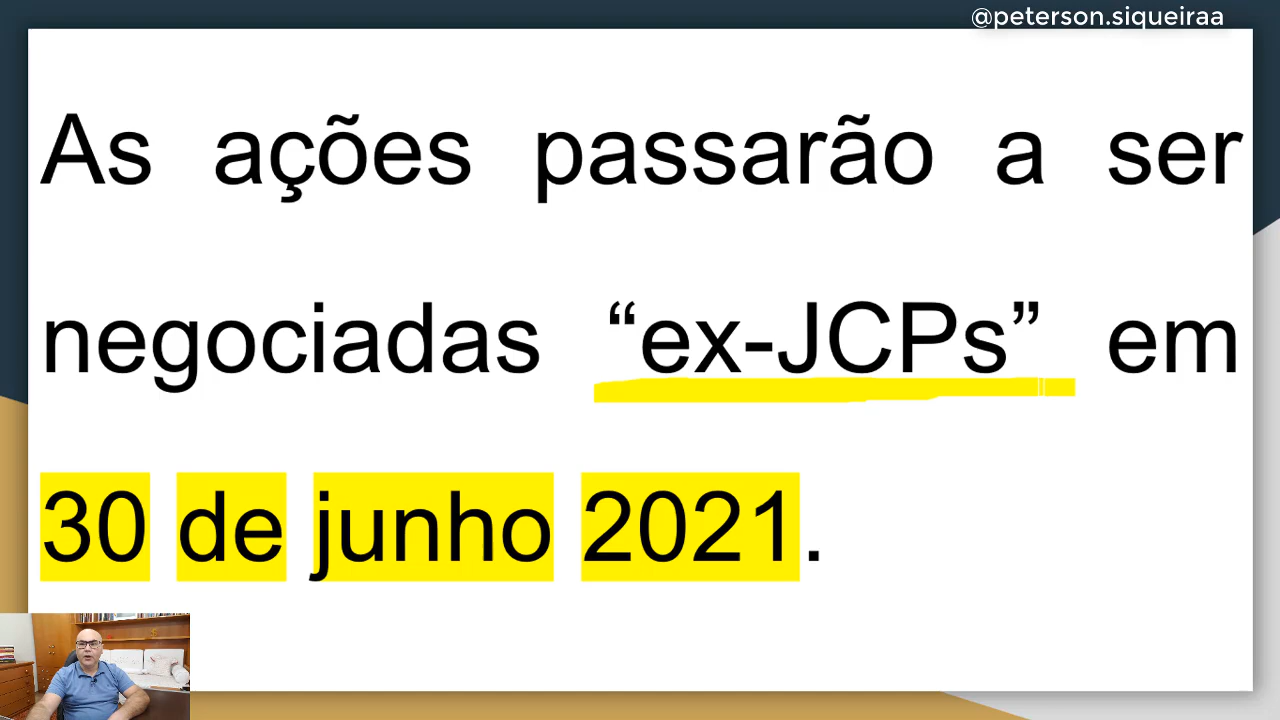 @peterson.siqueiraa
As ações passarão a ser
negociadas “ex-JCPs” em
30 de junho 2021.